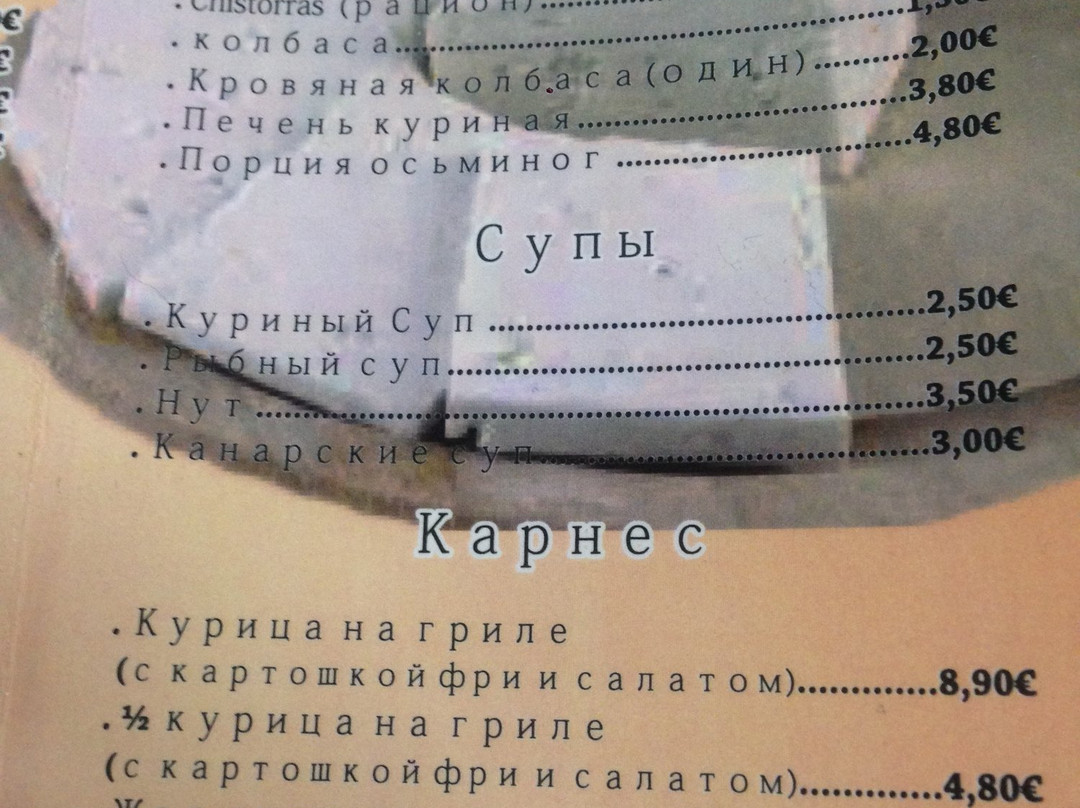 . Chistorras (рацион)
. колбаса................
. Кровяная колбаса (один)..........2,00€
. Печень куриная................3,80€
. Порция осьминог ................4,80€
Супы
. Куриный Суп ................2,50€
. Рыбный суп................2,50€
. Нут ................3,50€
. Канарские суп................3,00€
Карнес
. Курица на гриле
(с картошкой фри и салатом)..............8,90€
. ½ курица на гриле
(с картошкой фри и салатом)..............4,80€